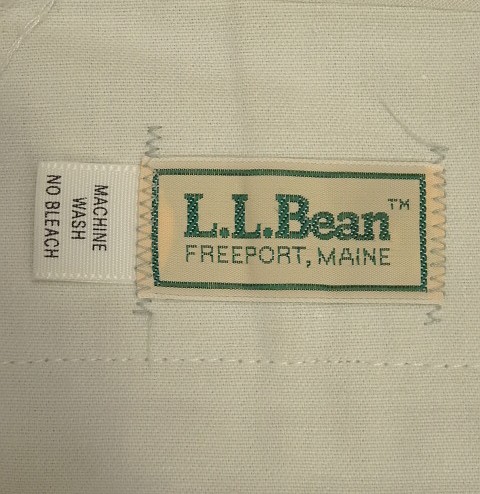 L.L.Bean™
FREEPORT, MAINE
MACHINE
WASH
NO BLEACH